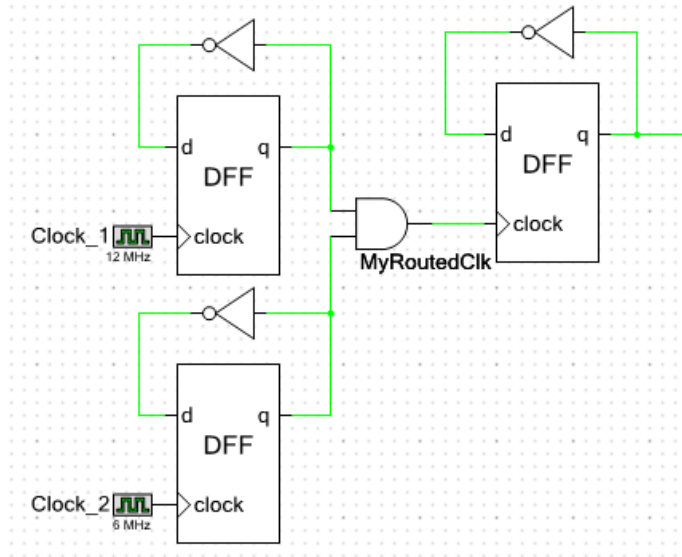 d q
DFF
Clock_1
12 MHz
clock
d q
DFF
clock
MyRoutedClk
d q
DFF
Clock_2
6 MHz
clock